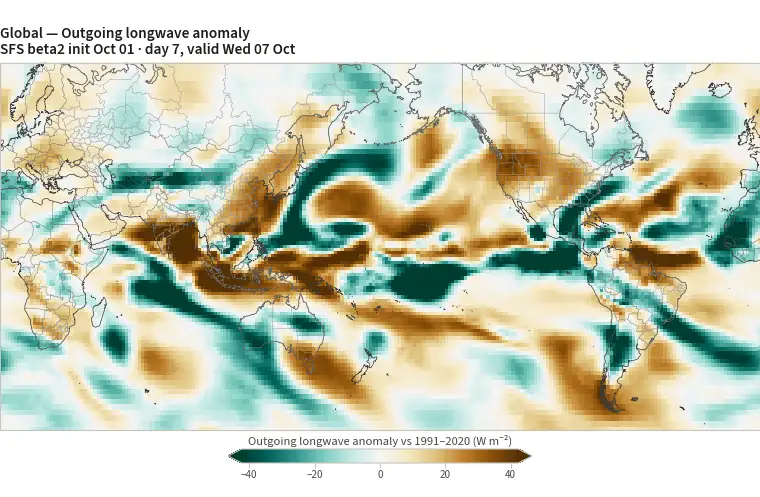 Global — Outgoing longwave anomaly
SFS beta2 init Oct 01 · day 7, valid Wed 07 Oct
Outgoing longwave anomaly vs 1991–2020 (W m⁻²)
−40 −20 0 20 40